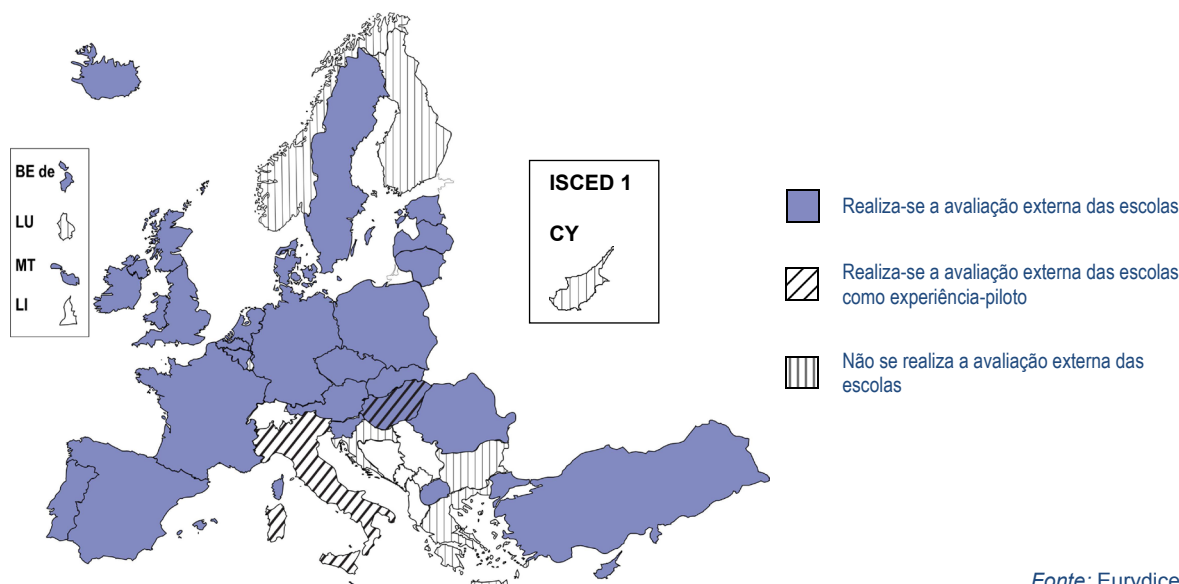 BE de
LU
MT
LI
ISCED 1
CY
Realiza-se a avaliação externa das escolas
Realiza-se a avaliação externa das escolas
como experiência-piloto
Não se realiza a avaliação externa das
escolas
Fonte: Eurydice